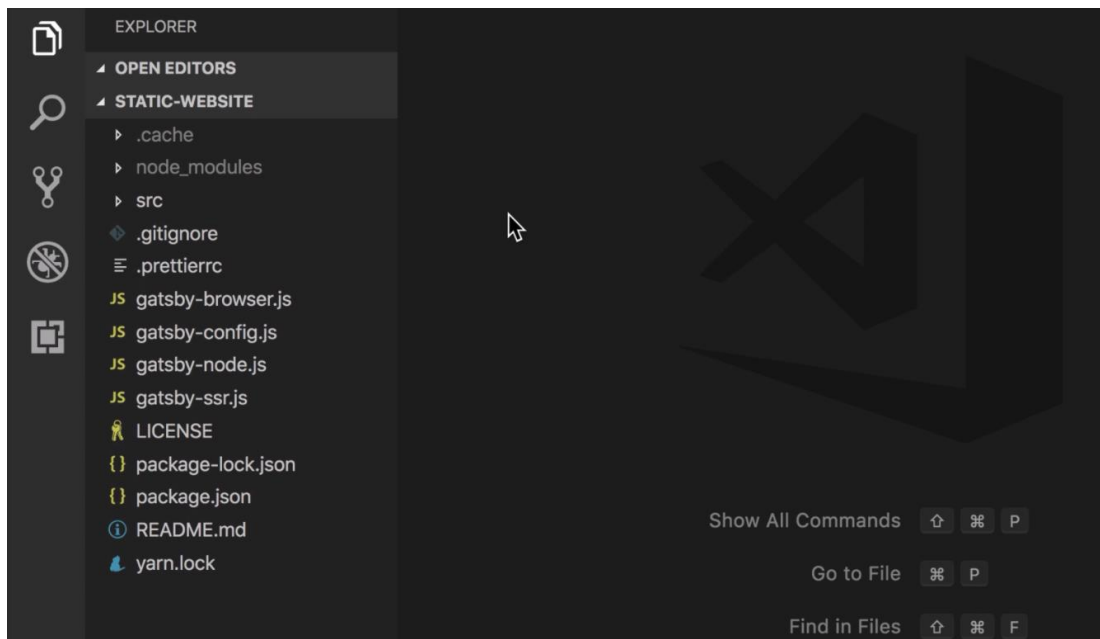 EXPLORER
OPEN EDITORS
STATIC-WEBSITE
.cache
node_modules
src
.gitignore
.prettierrc
JS gatsby-browser.js
JS gatsby-config.js
JS gatsby-node.js
JS gatsby-ssr.js
LICENSE
{} package-lock.json
{} package.json
README.md
yarn.lock
Show All Commands ⇧ ⌘ P
Go to File ⌘ P
Find in Files ⇧ ⌘ F